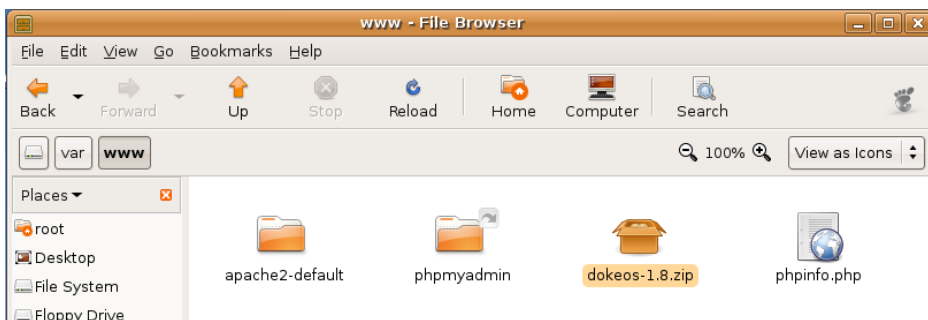 www - File Browser
File Edit View Go Bookmarks Help
Back Forward Up Stop Reload Home Computer Search
var www 100% View as Icons
Places
root
Desktop
File System
Floppy Drive
apache2-default phpmyadmin dokeos-1.8.zip phpinfo.php